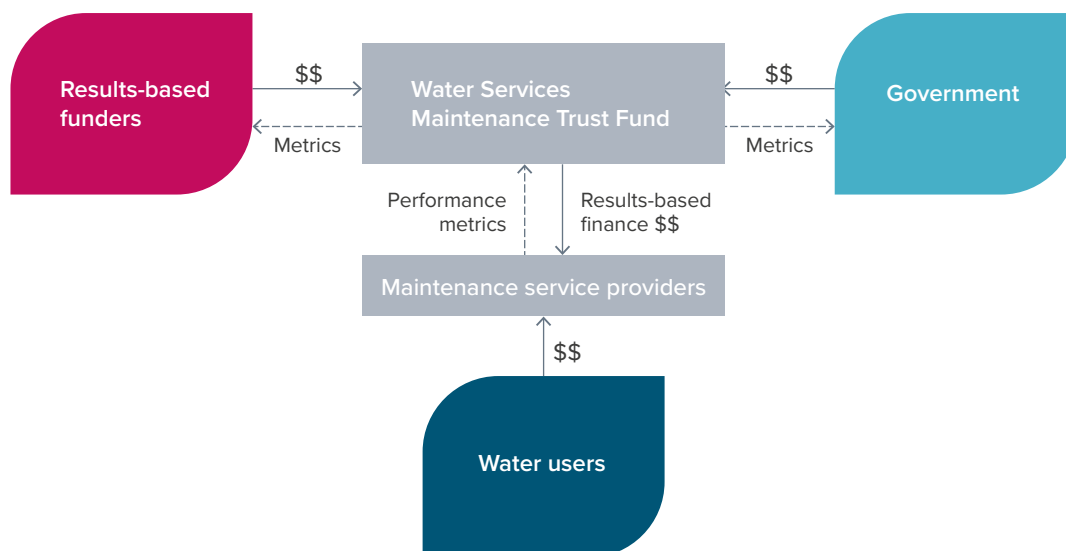 Results-based
funders
$$
Metrics
Water Services
Maintenance Trust Fund
$$
Metrics
Government
Performance
metrics
Results-based
finance $$
Maintenance service providers
$$
Water users